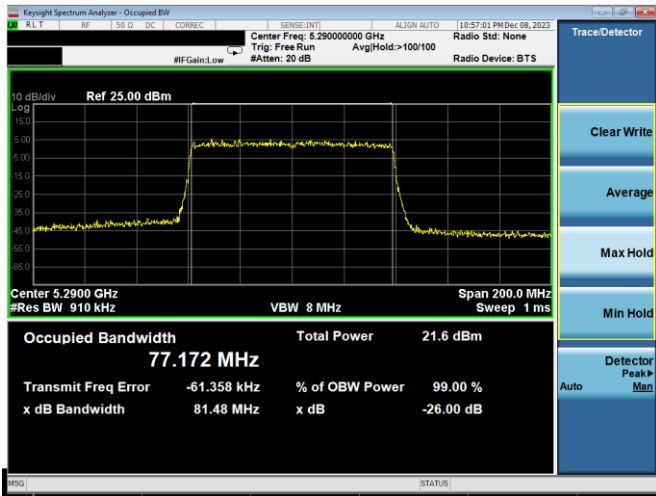 Keysight Spectrum Analyzer - Occupied BW
RLT RF 50 Ω DC CORREC SENSE:INT ALIGN AUTO 10:57:01 PM Dec 08, 2023
Center Freq: 5.290000000 GHz Radio Std: None
Trig: Free Run Avg|Hold:>100/100
#IFGain:Low #Atten: 20 dB Radio Device: BTS
Trace/Detector
10 dB/div Ref 25.00 dBm
Log
15.0
5.00
-5.00
-15.0
-25.0
-35.0
-45.0
-55.0
-65.0
Center 5.2900 GHz Span 200.0 MHz
#Res BW 910 kHz VBW 8 MHz Sweep 1 ms
Occupied Bandwidth Total Power 21.6 dBm
77.172 MHz
Transmit Freq Error -61.358 kHz % of OBW Power 99.00 %
x dB Bandwidth 81.48 MHz x dB -26.00 dB
Clear Write
Average
Max Hold
Min Hold
Detector
Peak▶
Auto Man
MSG STATUS